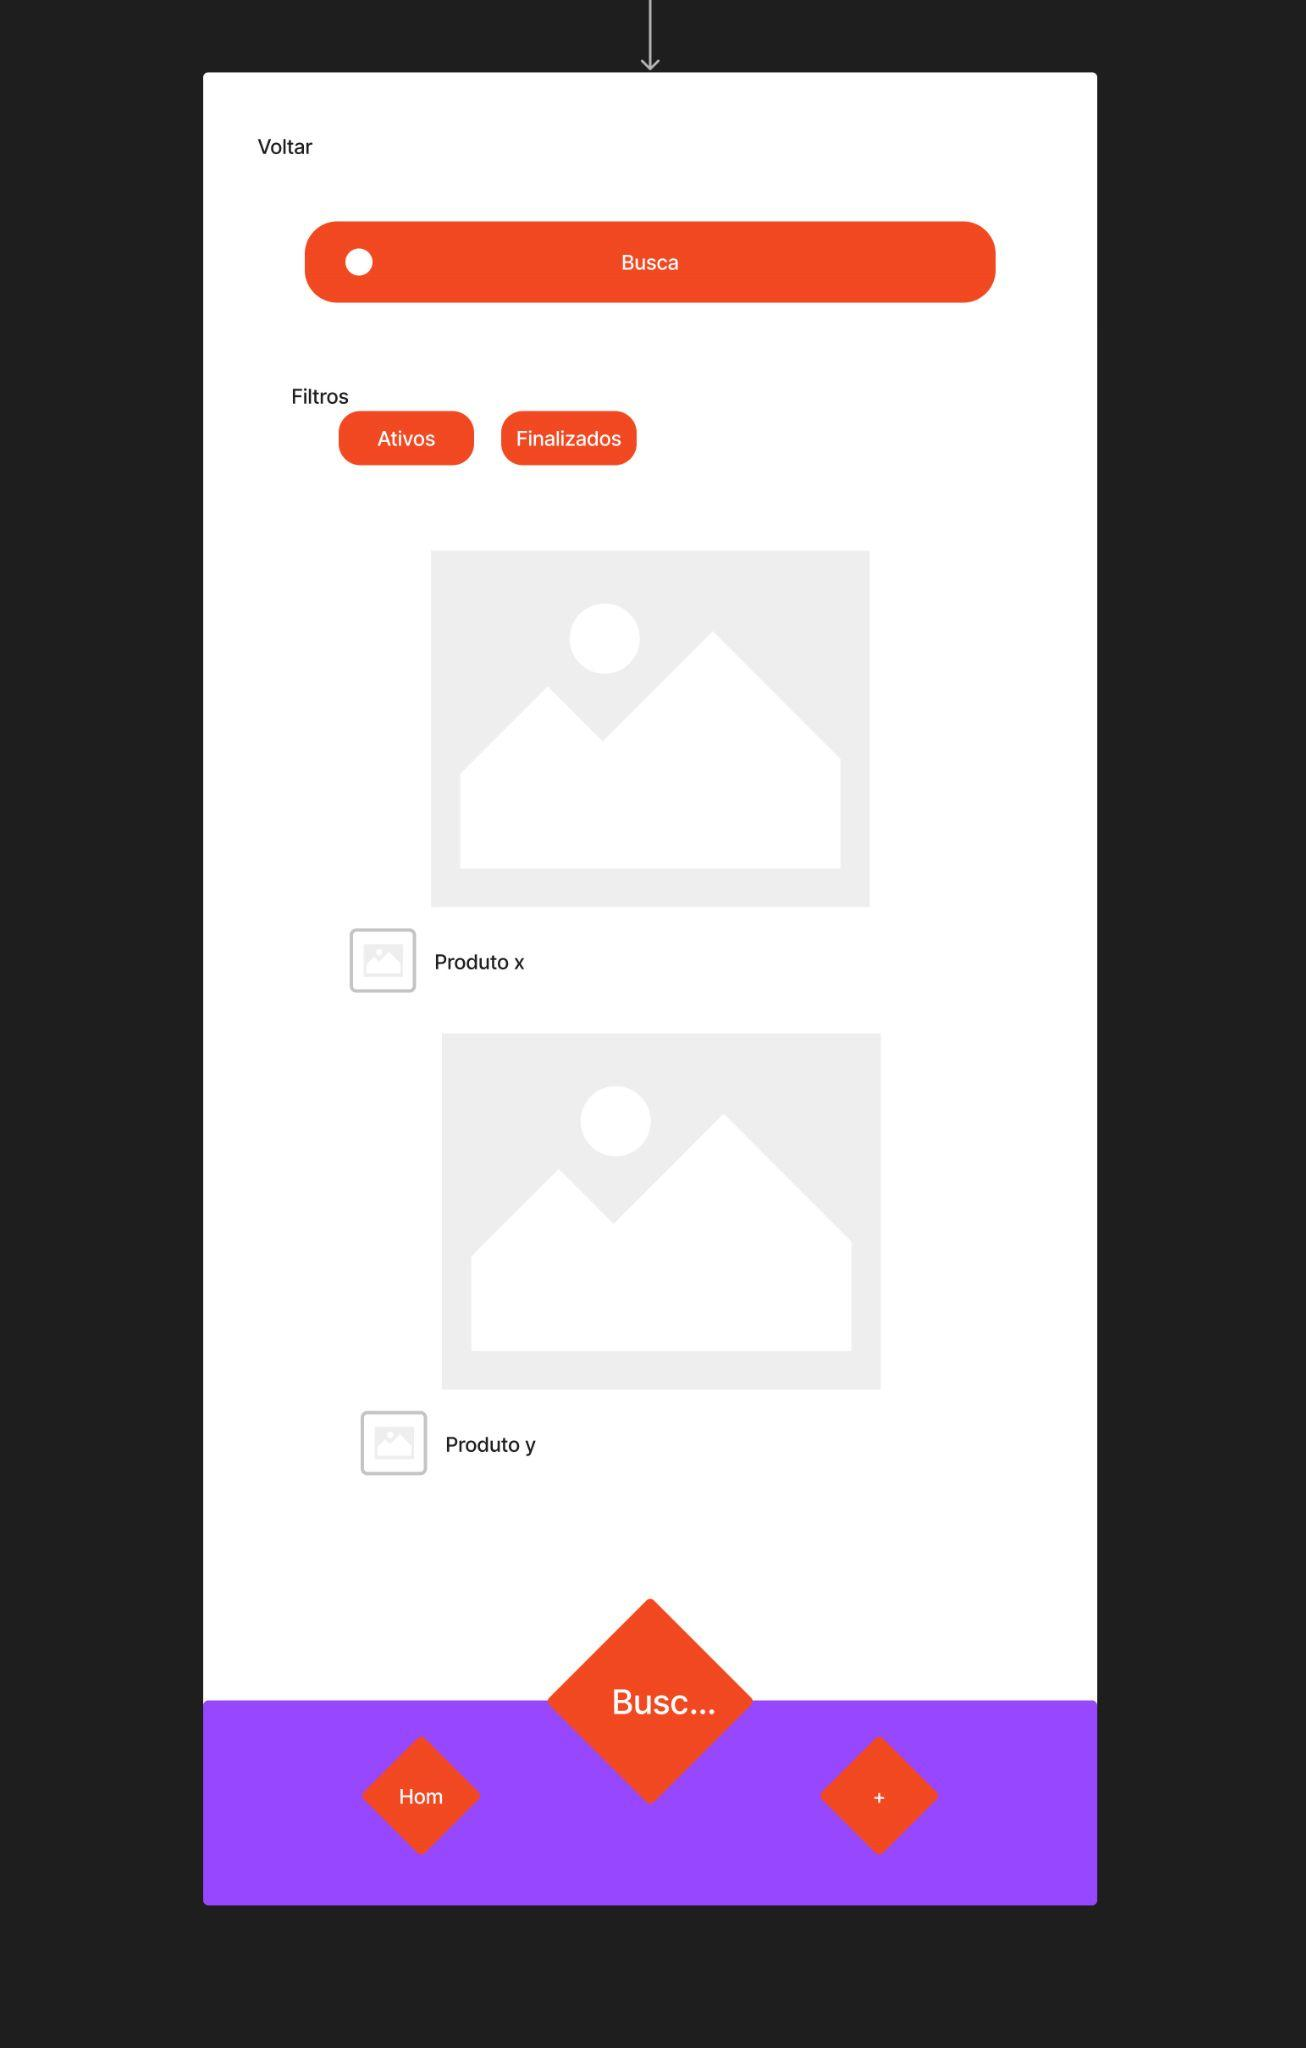 Voltar
Busca
Filtros
Ativos
Finalizados
Produto x
Produto y
Busc...
Hom
+